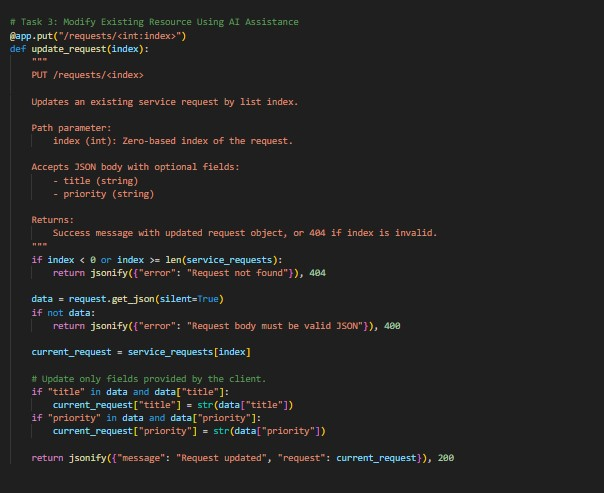 # Task 3: Modify Existing Resource Using AI Assistance
@app.put("/requests/<int:index>")
def update_request(index):
    """
    PUT /requests/<index>

    Updates an existing service request by list index.

    Path parameter:
        index (int): Zero-based index of the request.

    Accepts JSON body with optional fields:
        - title (string)
        - priority (string)

    Returns:
        Success message with updated request object, or 404 if index is invalid.
    """
    if index < 0 or index >= len(service_requests):
        return jsonify({"error": "Request not found"}), 404

    data = request.get_json(silent=True)
    if not data:
        return jsonify({"error": "Request body must be valid JSON"}), 400

    current_request = service_requests[index]

    # Update only fields provided by the client.
    if "title" in data and data["title"]:
        current_request["title"] = str(data["title"])
    if "priority" in data and data["priority"]:
        current_request["priority"] = str(data["priority"])

    return jsonify({"message": "Request updated", "request": current_request}), 200